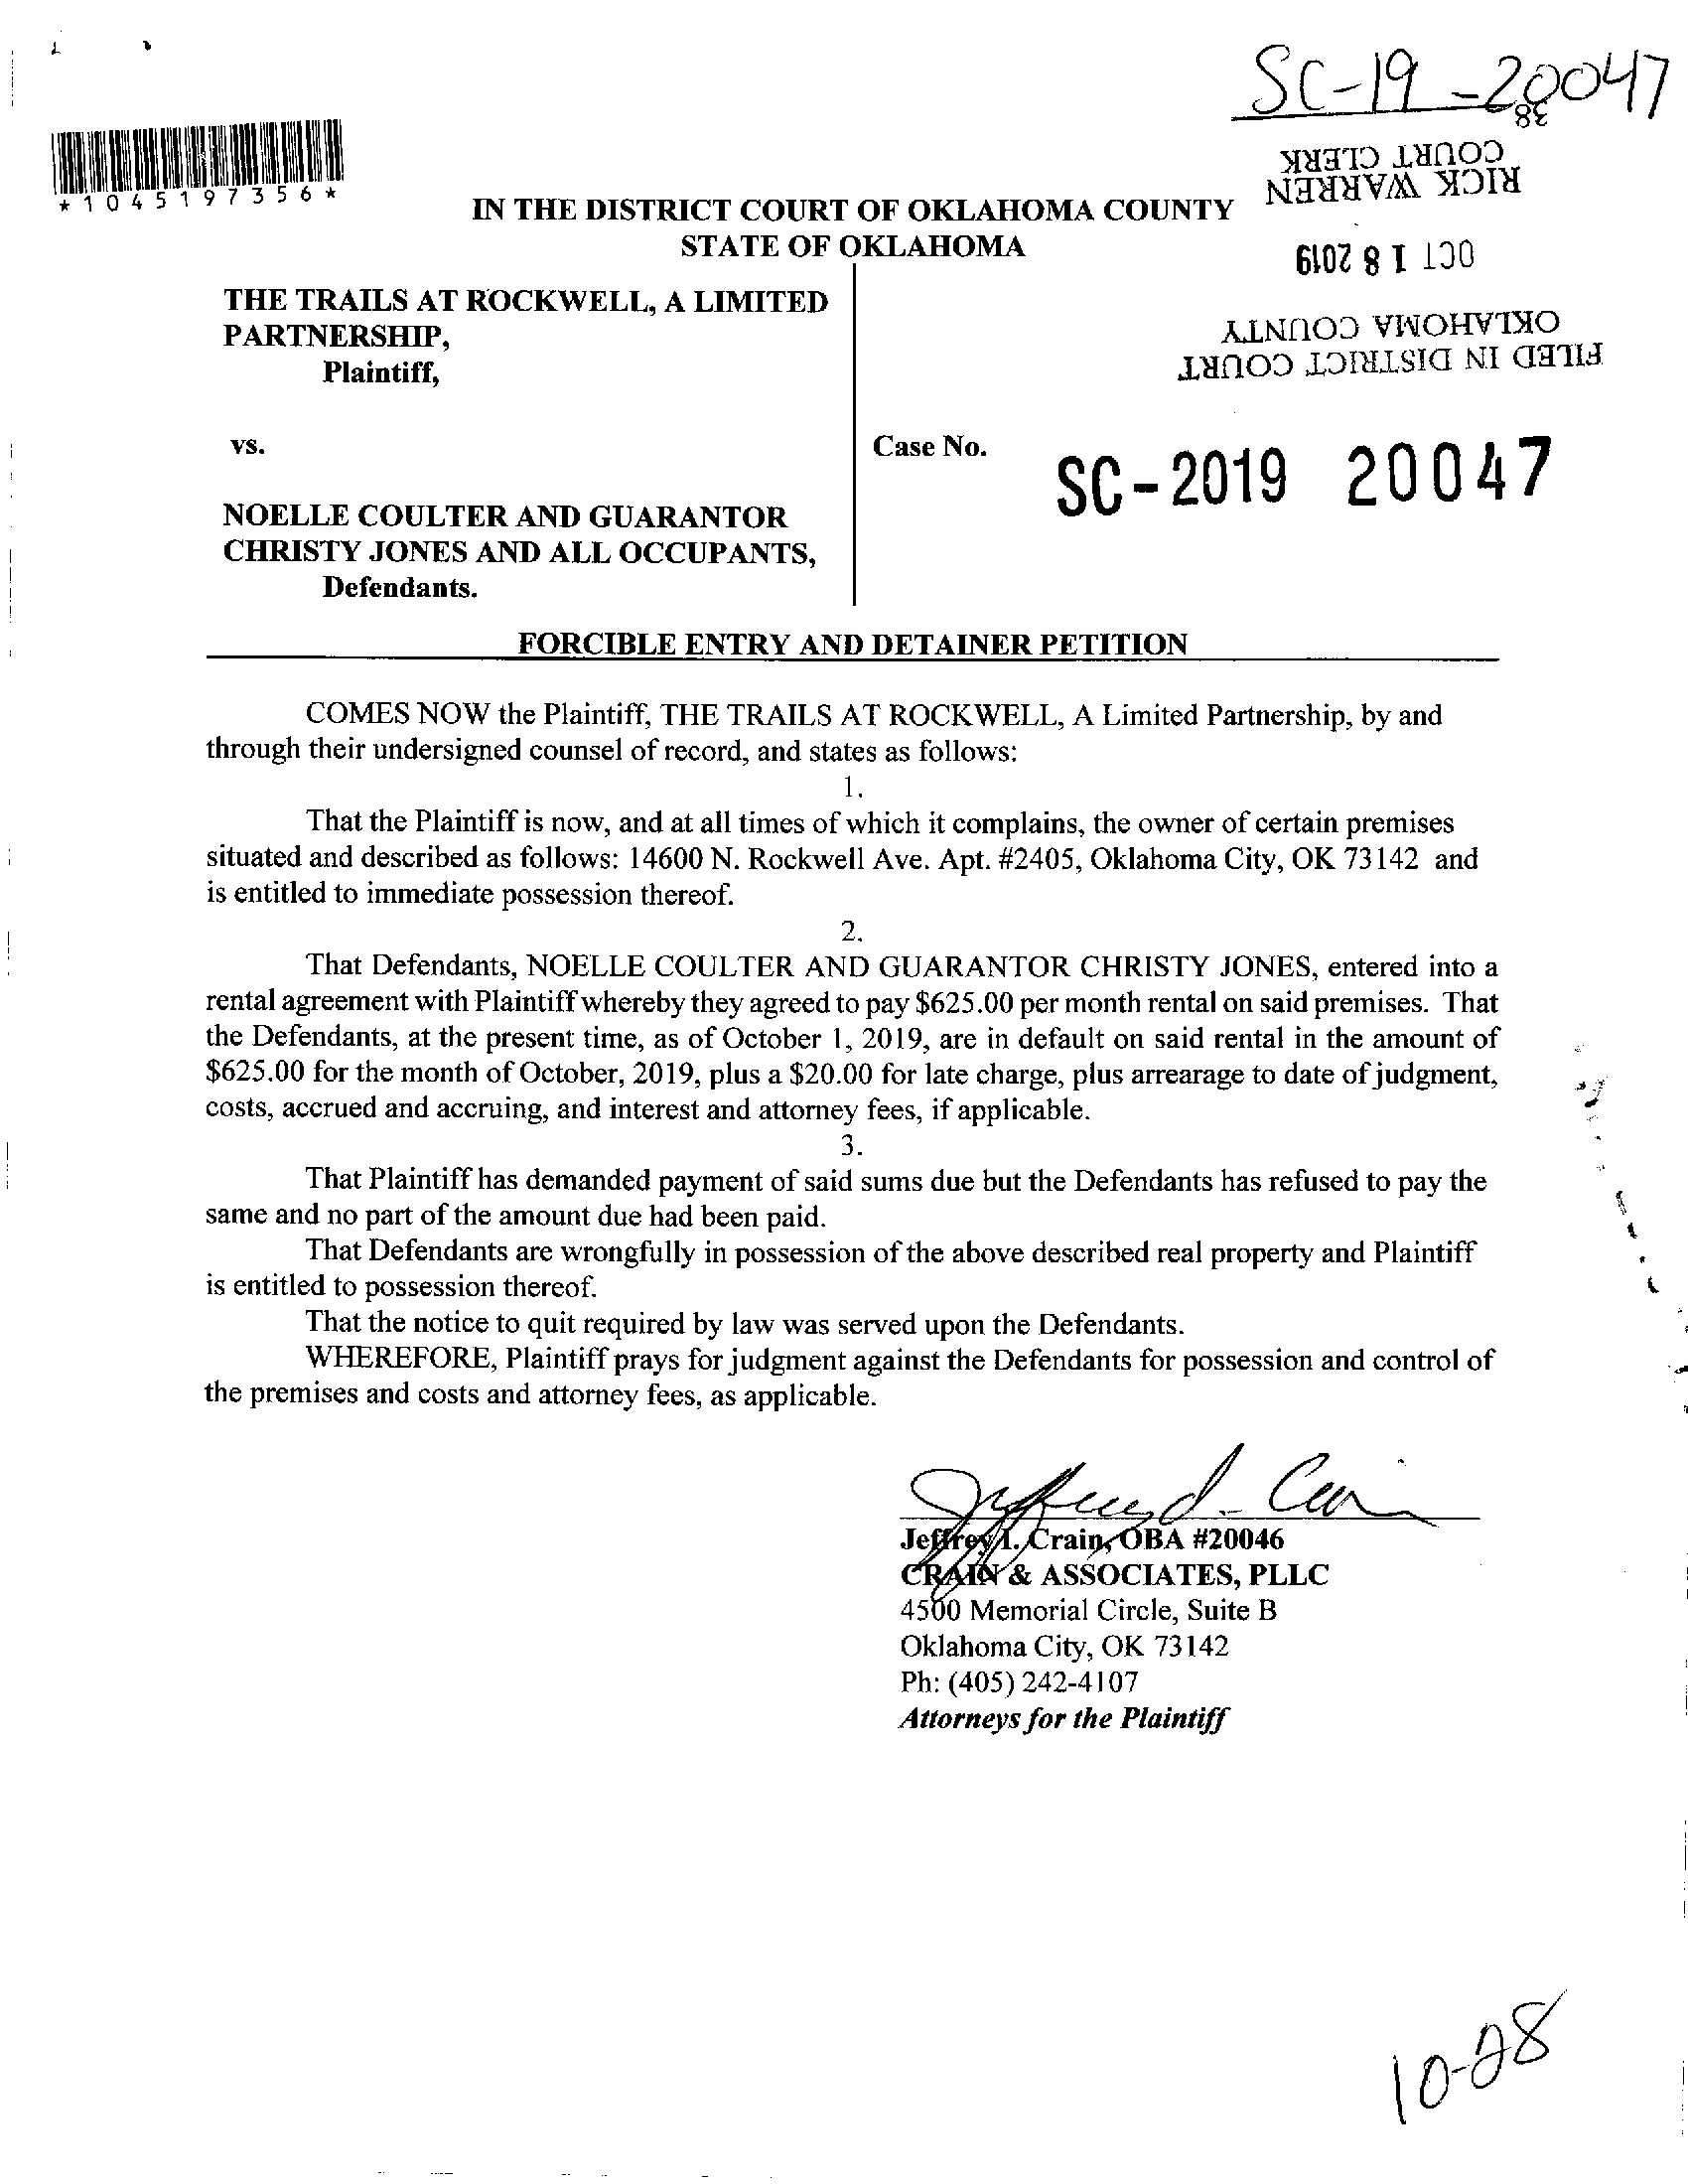 SC-19-20047
38
COURT CLERK
RICK WARREN
OCT 18 2019
OKLAHOMA COUNTY
FILED IN DISTRICT COURT
*1045197356*
IN THE DISTRICT COURT OF OKLAHOMA COUNTY
STATE OF OKLAHOMA
THE TRAILS AT ROCKWELL, A LIMITED
PARTNERSHIP,
Plaintiff,
vs.
Case No. SC-2019 20047
NOELLE COULTER AND GUARANTOR
CHRISTY JONES AND ALL OCCUPANTS,
Defendants.
FORCIBLE ENTRY AND DETAINER PETITION
COMES NOW the Plaintiff, THE TRAILS AT ROCKWELL, A Limited Partnership, by and
through their undersigned counsel of record, and states as follows:
1.
That the Plaintiff is now, and at all times of which it complains, the owner of certain premises
situated and described as follows: 14600 N. Rockwell Ave. Apt. #2405, Oklahoma City, OK 73142 and
is entitled to immediate possession thereof.
2.
That Defendants, NOELLE COULTER AND GUARANTOR CHRISTY JONES, entered into a
rental agreement with Plaintiff whereby they agreed to pay $625.00 per month rental on said premises. That
the Defendants, at the present time, as of October 1, 2019, are in default on said rental in the amount of
$625.00 for the month of October, 2019, plus a $20.00 for late charge, plus arrearage to date of judgment,
costs, accrued and accruing, and interest and attorney fees, if applicable.
3.
That Plaintiff has demanded payment of said sums due but the Defendants has refused to pay the
same and no part of the amount due had been paid.
That Defendants are wrongfully in possession of the above described real property and Plaintiff
is entitled to possession thereof.
That the notice to quit required by law was served upon the Defendants.
WHEREFORE, Plaintiff prays for judgment against the Defendants for possession and control of
the premises and costs and attorney fees, as applicable.
Jeffrey I. Crain, OBA #20046
CRAIN & ASSOCIATES, PLLC
4500 Memorial Circle, Suite B
Oklahoma City, OK 73142
Ph: (405) 242-4107
Attorneys for the Plaintiff
10-28